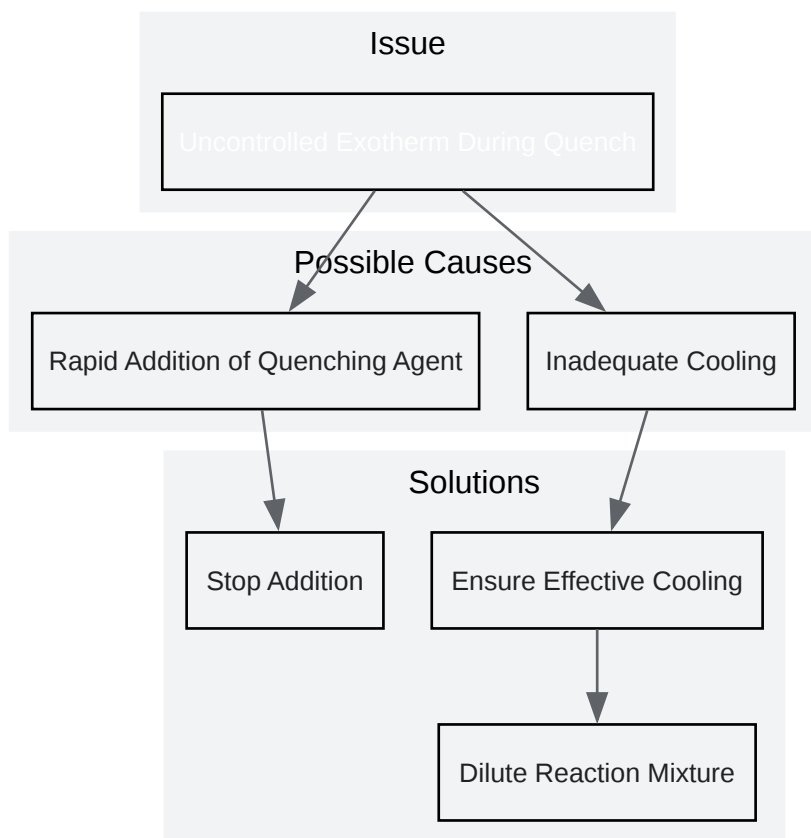 Issue
Uncontrolled Exotherm During Quench
Possible Causes
Rapid Addition of Quenching Agent
Inadequate Cooling
Solutions
Stop Addition
Ensure Effective Cooling
Dilute Reaction Mixture